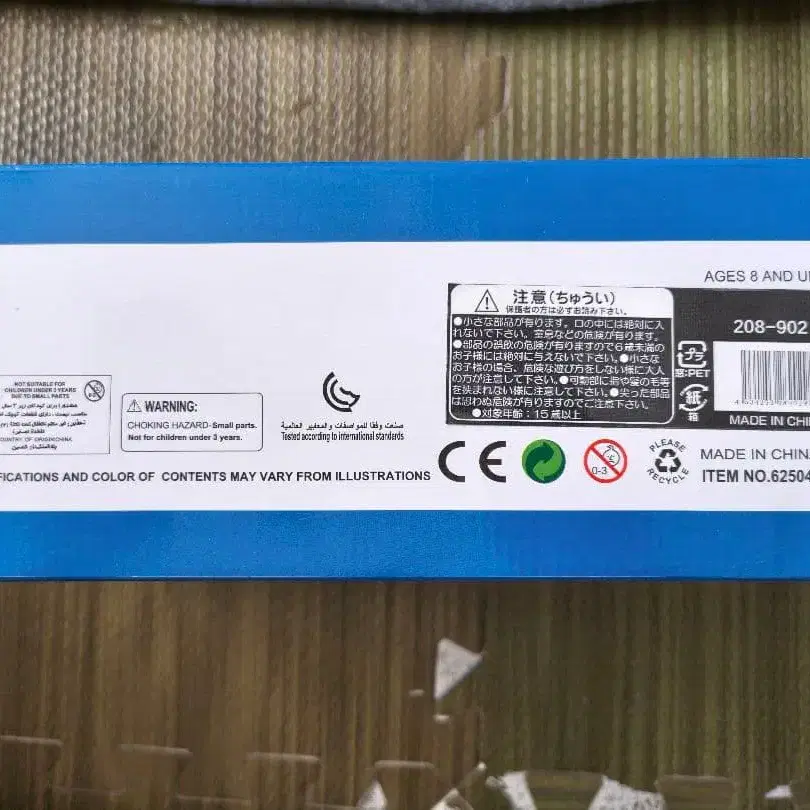 AGES 8 AND U
注意(ちゅうい)
保護者の方は必ずお読み下さい。
●小さな部品が有ります。口の中には絶対に入
れないで下さい。窒息などの危険が有ります。
●部品の誤飲の危険が有りますので6歳未満の
お子様には絶対に与えないで下さい。●小さな
お子様の場合、危険な遊び方をしない様に大人
の方が注意して下さい。●可動部に指や髪の毛等
を挟まれない様に注意して下さい。●尖った部品
は思わぬ危険が有りますのでご注意下さい。
●対象年齢:15歳以上
プラ
窓:PET
紙
箱
208-902
MADE IN CHI
NOT SUITABLE FOR
CHILDREN UNDER 3 YEARS
DUE TO SMALL PARTS
COUNTRY OF ORIGIN:CHINA
WARNING:
CHOKING HAZARD-Small parts.
Not for children under 3 years.
صنعت وفقا للمواصفات والمعايير العالمية
Tested according to international standards
CE
0-3
PLEASE
RECYCLE
MADE IN CHIN
ITEM NO.62504
FICATIONS AND COLOR OF CONTENTS MAY VARY FROM ILLUSTRATIONS